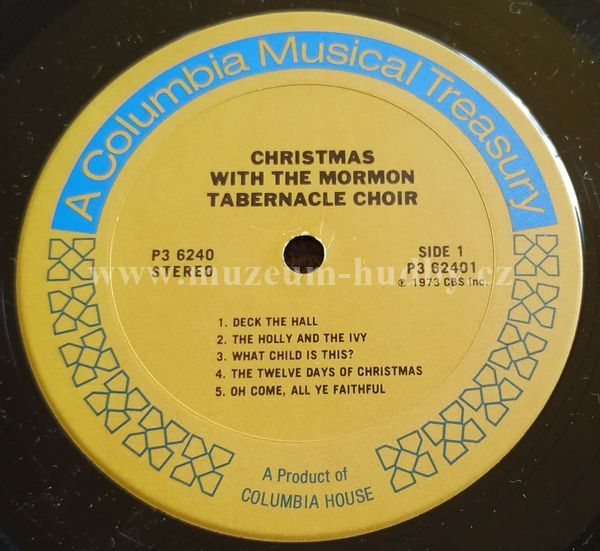 A Columbia Musical Treasury
CHRISTMAS
WITH THE MORMON
TABERNACLE CHOIR
P3 6240
STEREO
SIDE 1
P3 62401
℗ 1973 CBS Inc.
www.muzeum-hudby.cz
1. DECK THE HALL
2. THE HOLLY AND THE IVY
3. WHAT CHILD IS THIS?
4. THE TWELVE DAYS OF CHRISTMAS
5. OH COME, ALL YE FAITHFUL
A Product of
COLUMBIA HOUSE